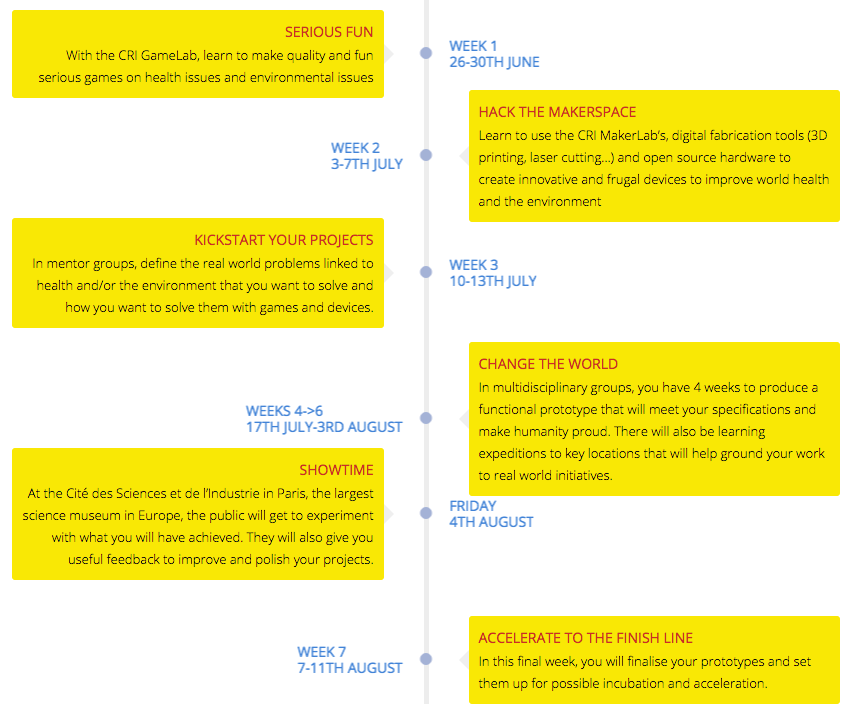 SERIOUS FUN
With the CRI GameLab, learn to make quality and fun
serious games on health issues and environmental issues
WEEK 1
26-30TH JUNE
WEEK 2
3-7TH JULY
HACK THE MAKERSPACE
Learn to use the CRI MakerLab's, digital fabrication tools (3D
printing, laser cutting...) and open source hardware to
create innovative and frugal devices to improve world health
and the environment
KICKSTART YOUR PROJECTS
In mentor groups, define the real world problems linked to
health and/or the environment that you want to solve and
how you want to solve them with games and devices.
WEEK 3
10-13TH JULY
WEEKS 4->6
17TH JULY-3RD AUGUST
CHANGE THE WORLD
In multidisciplinary groups, you have 4 weeks to produce a
functional prototype that will meet your specifications and
make humanity proud. There will also be learning
expeditions to key locations that will help ground your work
to real world initiatives.
SHOWTIME
At the Cité des Sciences et de l'Industrie in Paris, the largest
science museum in Europe, the public will get to experiment
with what you will have achieved. They will also give you
useful feedback to improve and polish your projects.
FRIDAY
4TH AUGUST
WEEK 7
7-11TH AUGUST
ACCELERATE TO THE FINISH LINE
In this final week, you will finalise your prototypes and set
them up for possible incubation and acceleration.